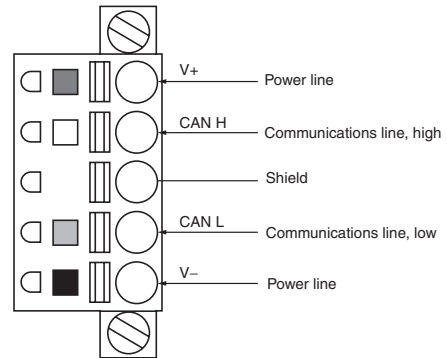 V+
Power line
CAN H
Communications line, high
Shield
CAN L
Communications line, low
V–
Power line